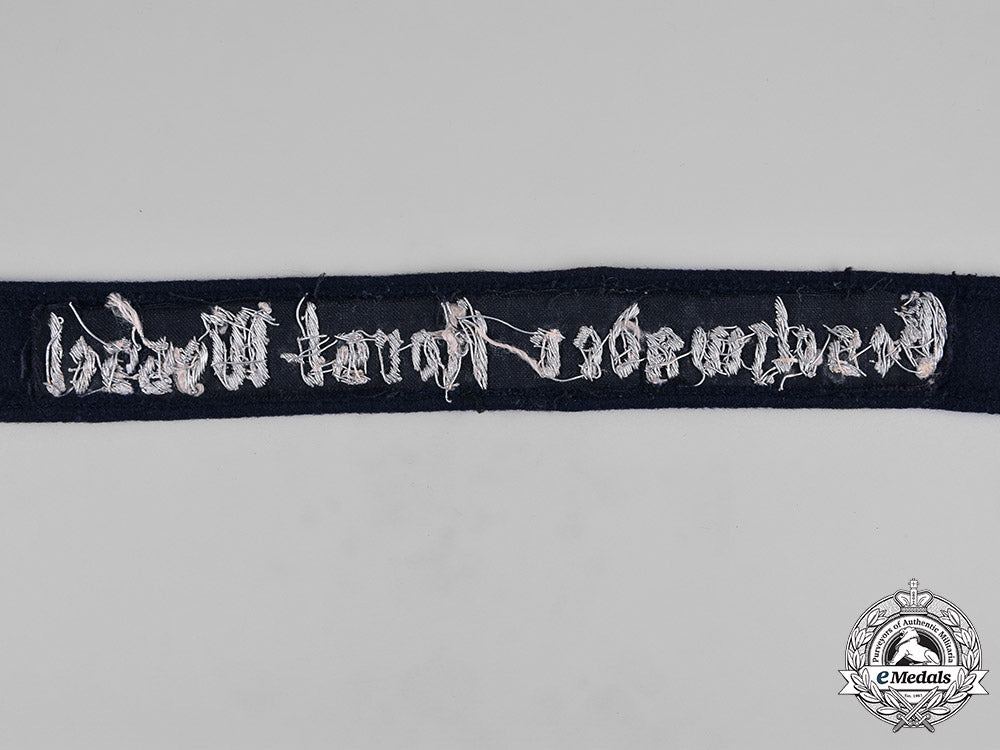 Geschwader Horst Wessel
Purveyors of Authentic Militaria
eMedals